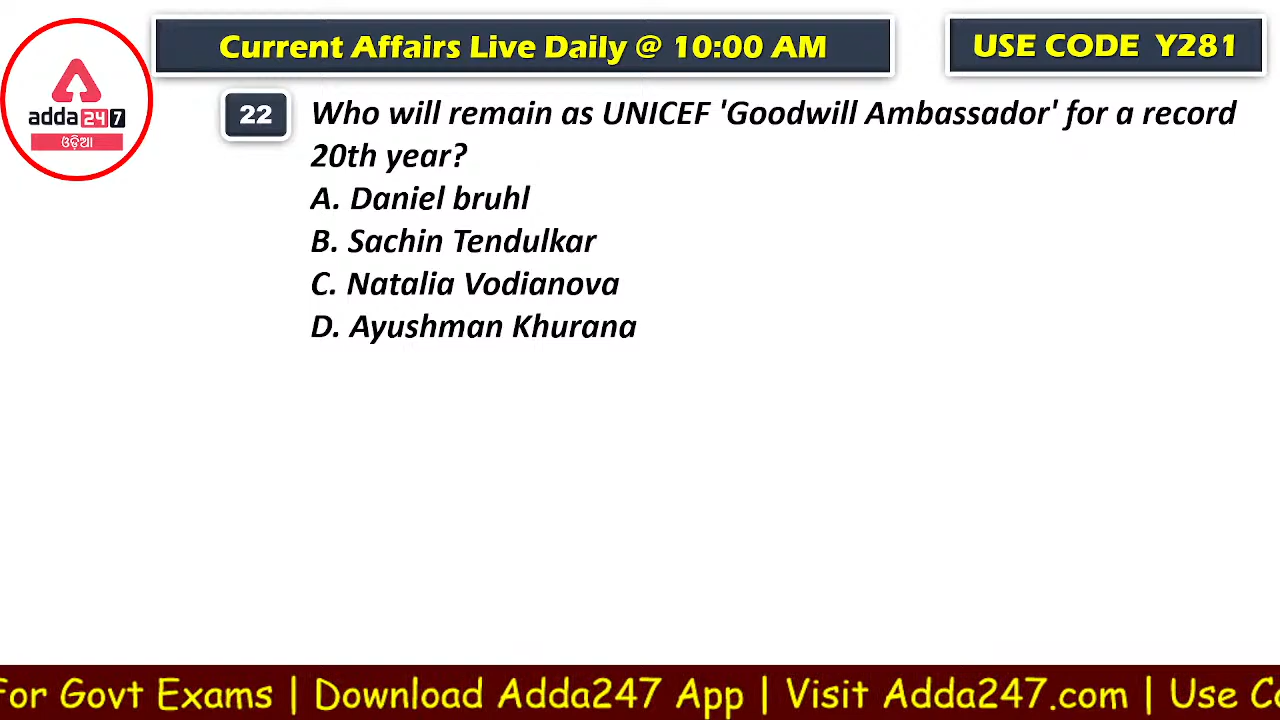 Current Affairs Live Daily @ 10:00 AM
USE CODE Y281
adda247
ଓଡ଼ିଆ
22
Who will remain as UNICEF 'Goodwill Ambassador' for a record
20th year?
A. Daniel bruhl
B. Sachin Tendulkar
C. Natalia Vodianova
D. Ayushman Khurana
For Govt Exams | Download Adda247 App | Visit Adda247.com | Use Co